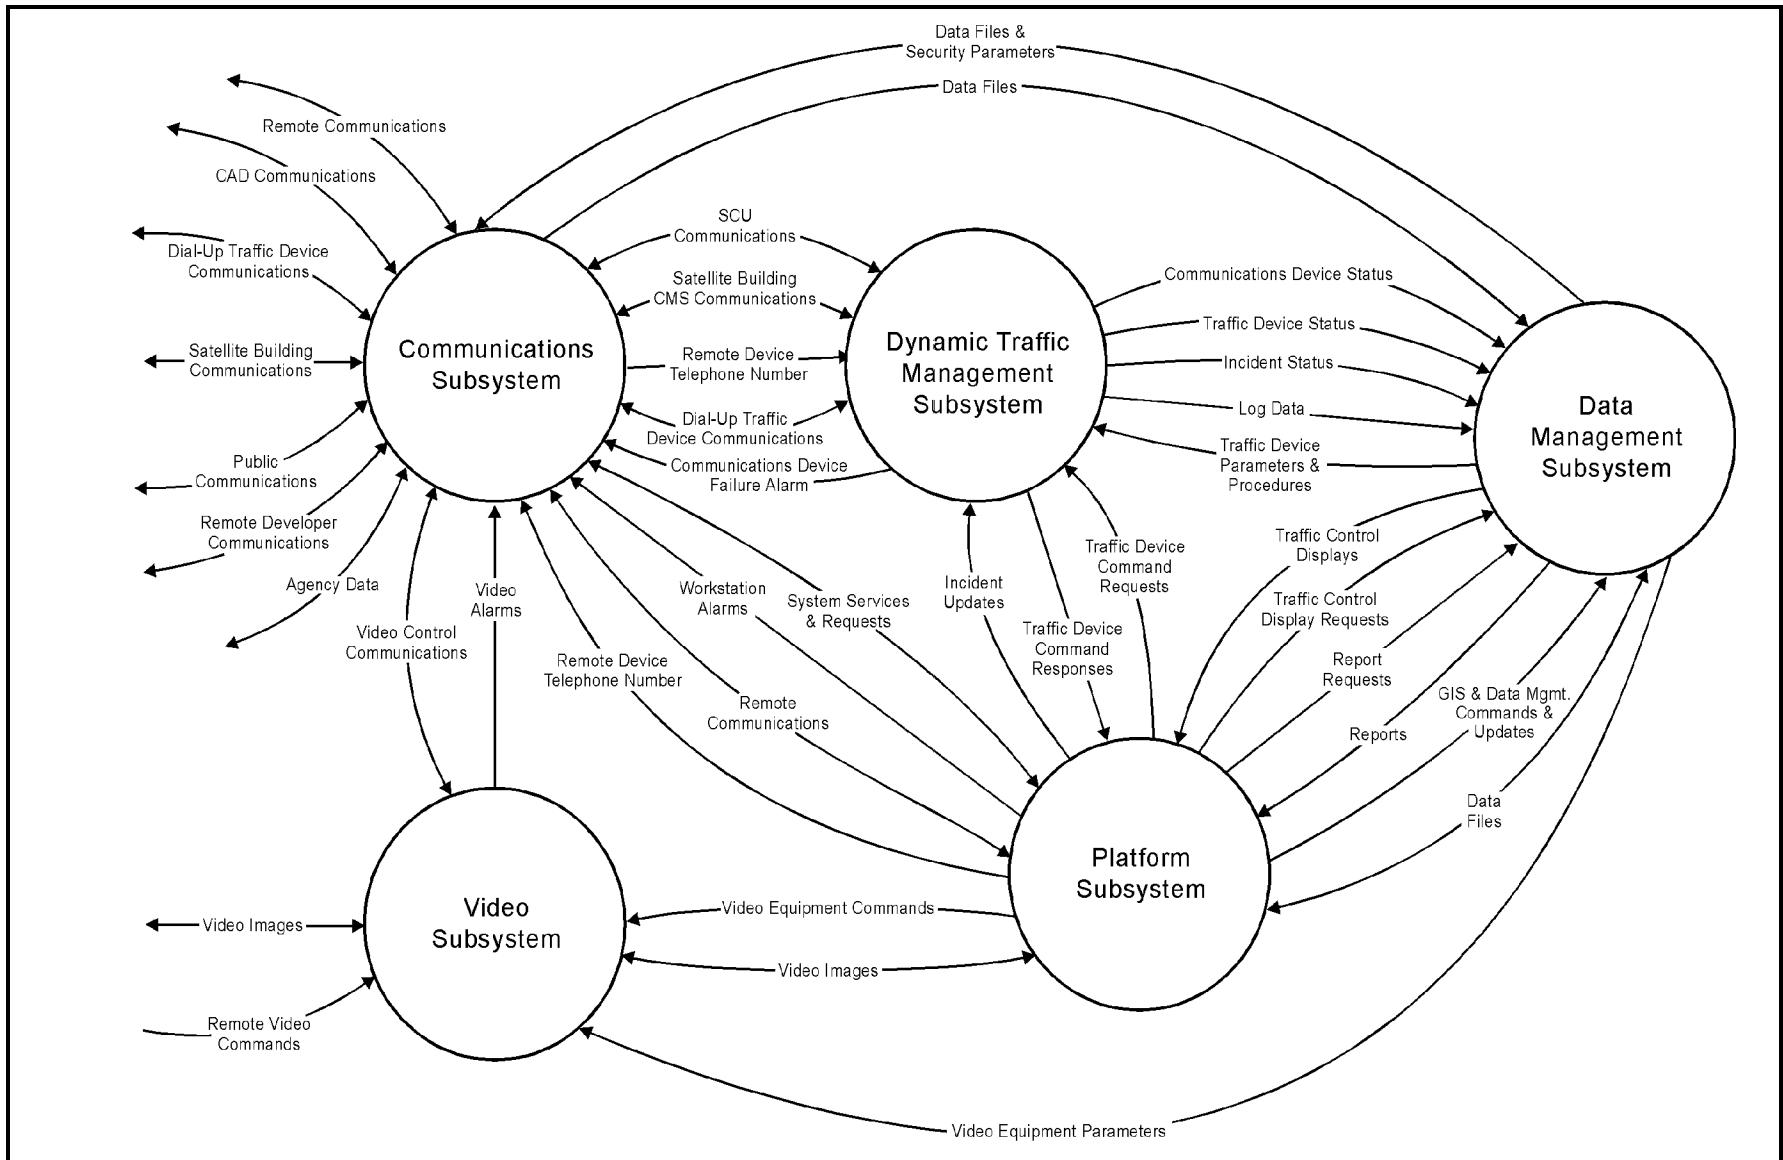 Data Files &
Security Parameters
Data Files
Remote Communications
CAD Communications
Dial-Up Traffic Device
Communications
Satellite Building
Communications
Public
Communications
Remote Developer
Communications
Agency Data
SCU
Communications
Satellite Building
CMS Communications
Remote Device
Telephone Number
Dial-Up Traffic
Device Communications
Communications Device
Failure Alarm
Communications
Subsystem
Dynamic Traffic
Management
Subsystem
Communications Device Status
Traffic Device Status
Incident Status
Log Data
Traffic Device
Parameters &
Procedures
Data
Management
Subsystem
Video Control
Communications
Video
Alarms
Remote Device
Telephone Number
Remote
Communications
Workstation
Alarms
System Services
& Requests
Incident
Updates
Traffic Device
Command
Responses
Traffic Device
Command
Requests
Traffic Control
Displays
Traffic Control
Display Requests
Report
Requests
Reports
GIS & Data Mgmt.
Commands &
Updates
Data
Files
Platform
Subsystem
Video
Subsystem
Video Images
Remote Video
Commands
Video Equipment Commands
Video Images
Video Equipment Parameters